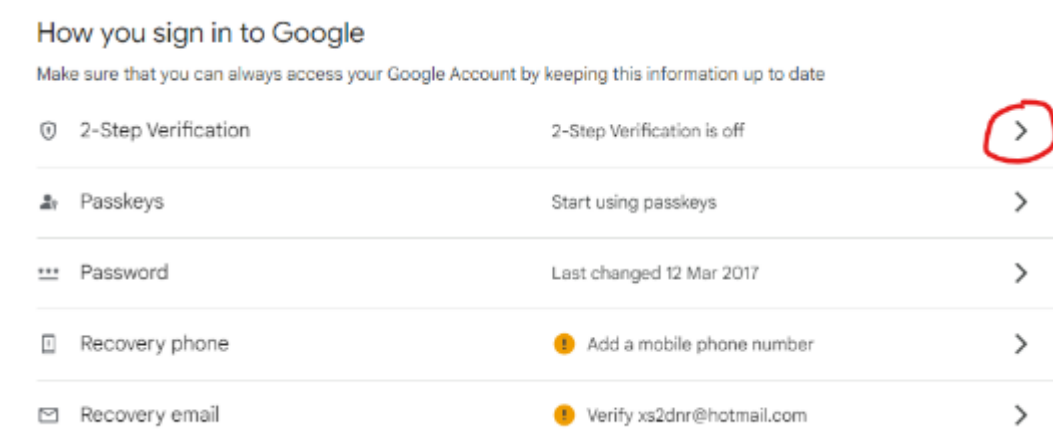 How you sign in to Google
Make sure that you can always access your Google Account by keeping this information up to date
2-Step Verification 2-Step Verification is off
Passkeys Start using passkeys
Password Last changed 12 Mar 2017
Recovery phone Add a mobile phone number
Recovery email Verify xs2dnr@hotmail.com